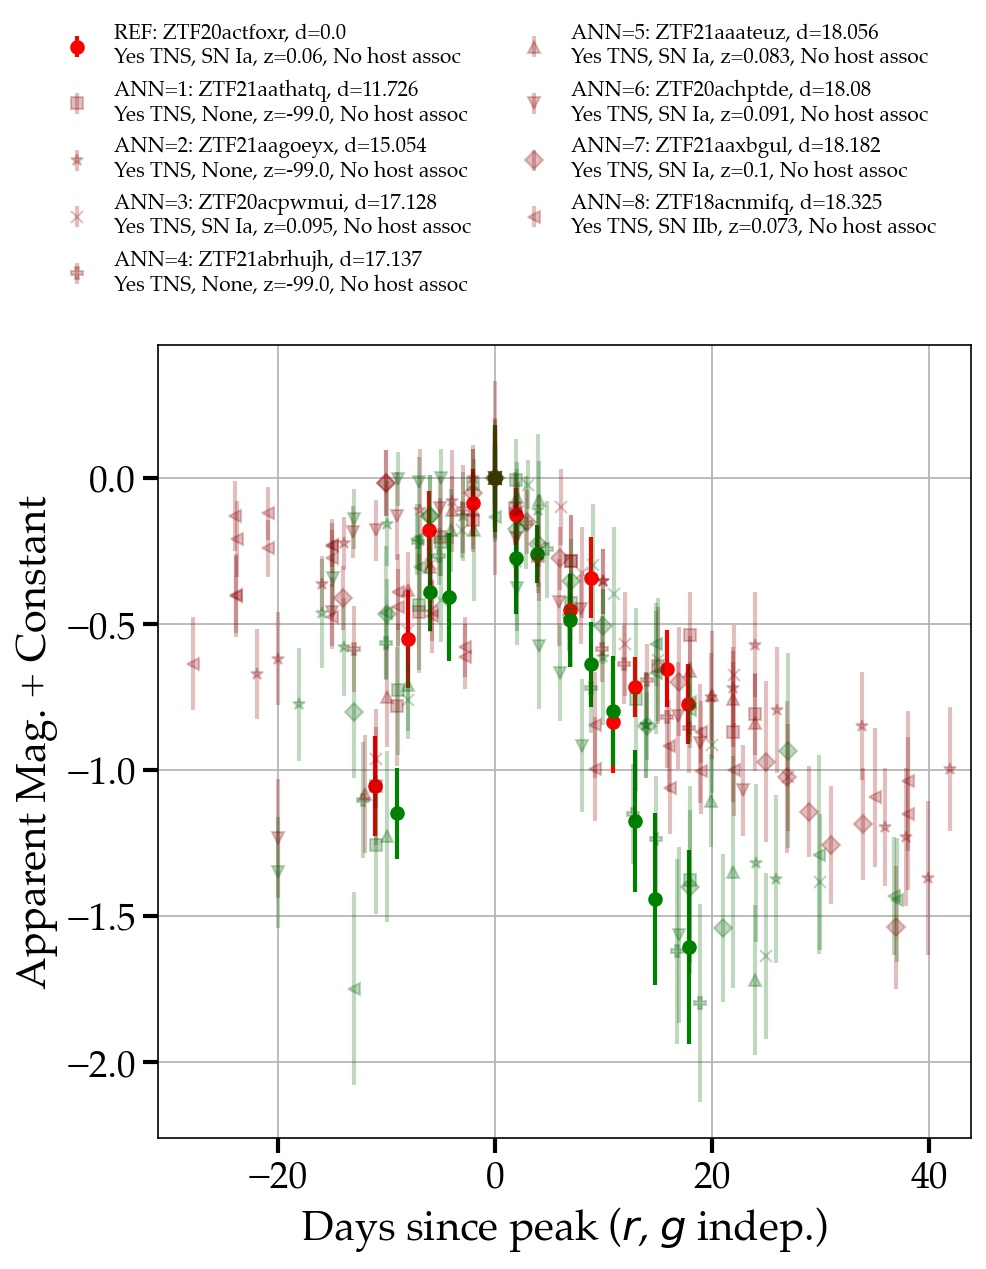 REF: ZTF20actfoxr, d=0.0
Yes TNS, SN Ia, z=0.06, No host assoc
ANN=1: ZTF21aathatq, d=11.726
Yes TNS, None, z=-99.0, No host assoc
ANN=2: ZTF21aagoeyx, d=15.054
Yes TNS, None, z=-99.0, No host assoc
ANN=3: ZTF20acpwmui, d=17.128
Yes TNS, SN Ia, z=0.095, No host assoc
ANN=4: ZTF21abrhujh, d=17.137
Yes TNS, None, z=-99.0, No host assoc
ANN=5: ZTF21aaateuz, d=18.056
Yes TNS, SN Ia, z=0.083, No host assoc
ANN=6: ZTF20achptde, d=18.08
Yes TNS, SN Ia, z=0.091, No host assoc
ANN=7: ZTF21aaxbgul, d=18.182
Yes TNS, SN Ia, z=0.1, No host assoc
ANN=8: ZTF18acnmifq, d=18.325
Yes TNS, SN IIb, z=0.073, No host assoc
Apparent Mag. + Constant
0.0
−0.5
−1.0
−1.5
−2.0
−20
0
20
40
Days since peak (r, g indep.)